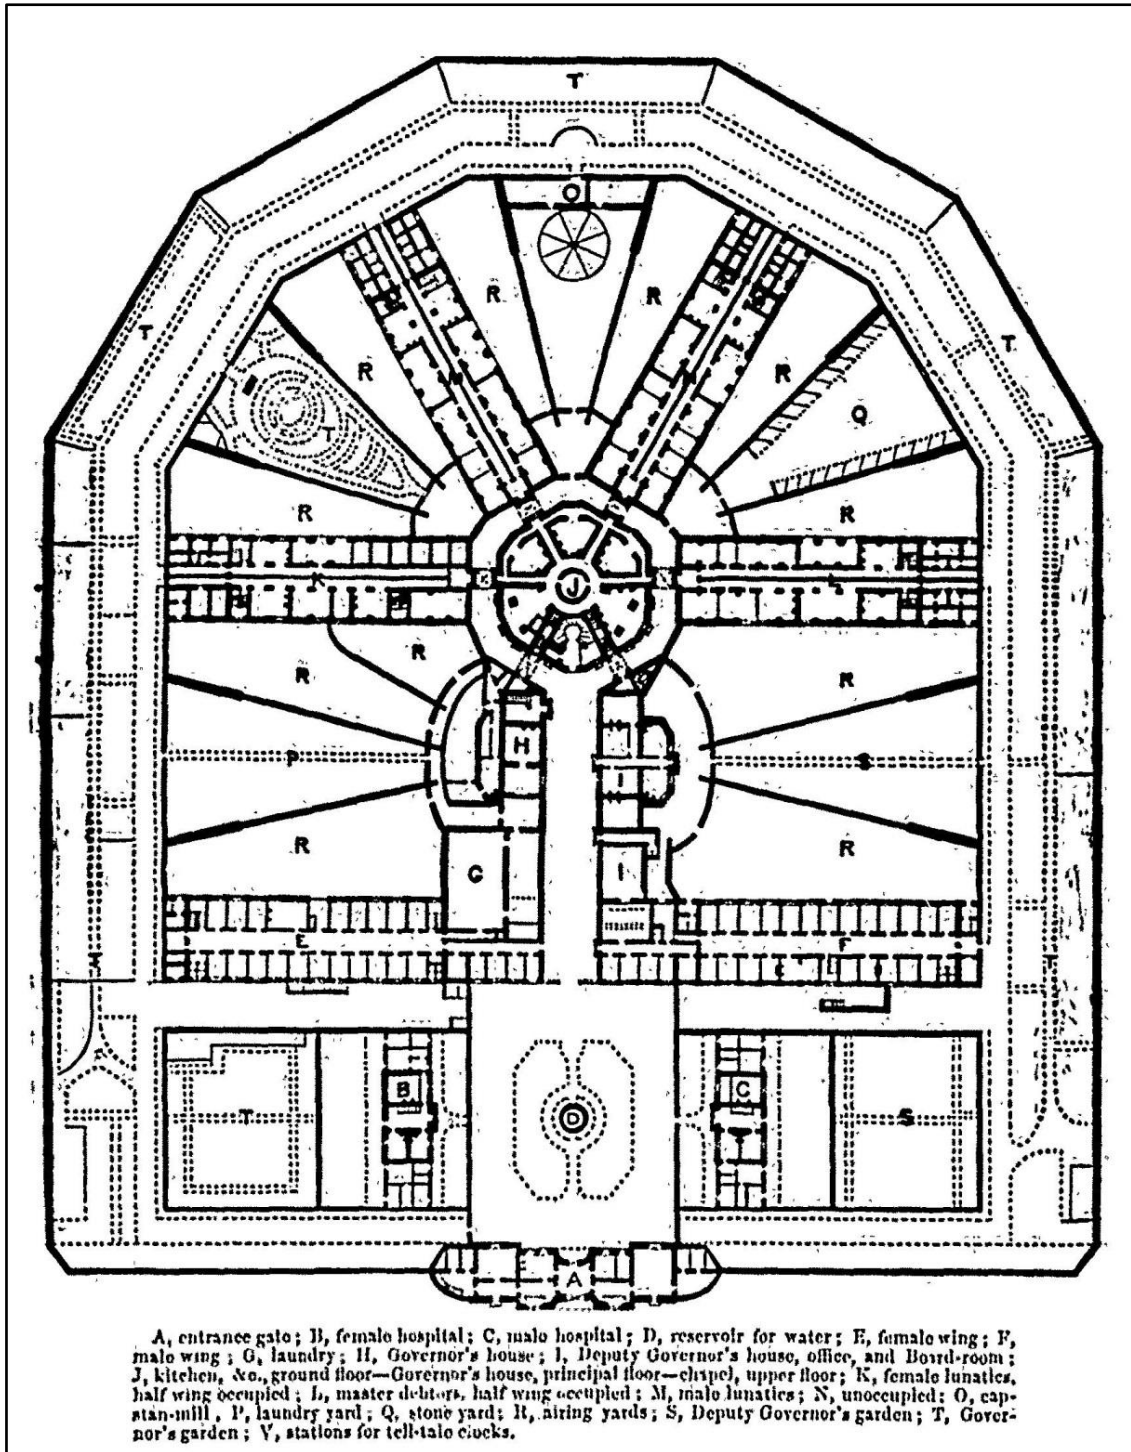 T
O
R
R
T
T
R
R
T
Q
R
R
M
M
K
J
L
R
R
R
H
P
I
S
R
G
I
R
E
F
B
C
T
D
S
A
A, entrance gate; B, female hospital; C, male hospital; D, reservoir for water; E, female wing; F,
male wing; G, laundry; H, Governor's house; I, Deputy Governor's house, office, and Board-room;
J, kitchen, &c., ground floor—Governor's house, principal floor—chapel, upper floor; K, female lunatics,
half wing occupied; L, master debtors, half wing occupied; M, male lunatics; N, unoccupied; O, cap-
stan-mill, P, laundry yard; Q, stone yard; R, airing yards; S, Deputy Governor's garden; T, Gover-
nor's garden; V, stations for tell-tale clocks.